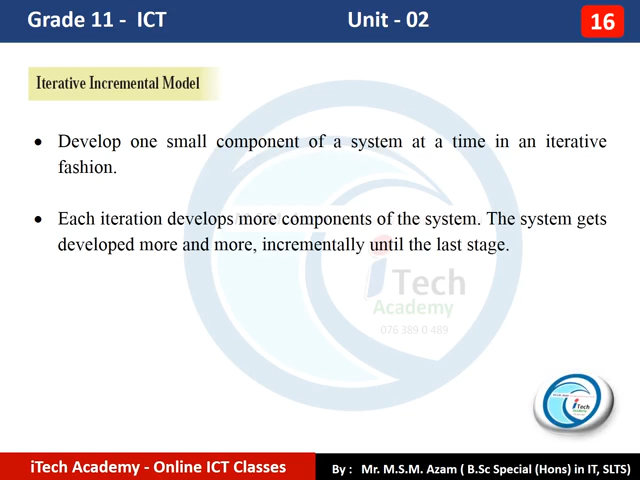 Grade 11 - ICT Unit - 02 16
Iterative Incremental Model
• Develop one small component of a system at a time in an iterative
fashion.
• Each iteration develops more components of the system. The system gets
developed more and more, incrementally until the last stage.
iTech
Academy
076 389 0 489
iTech
Academy
iTech Academy - Online ICT Classes By : Mr. M.S.M. Azam ( B.Sc Special (Hons) in IT, SLTS)